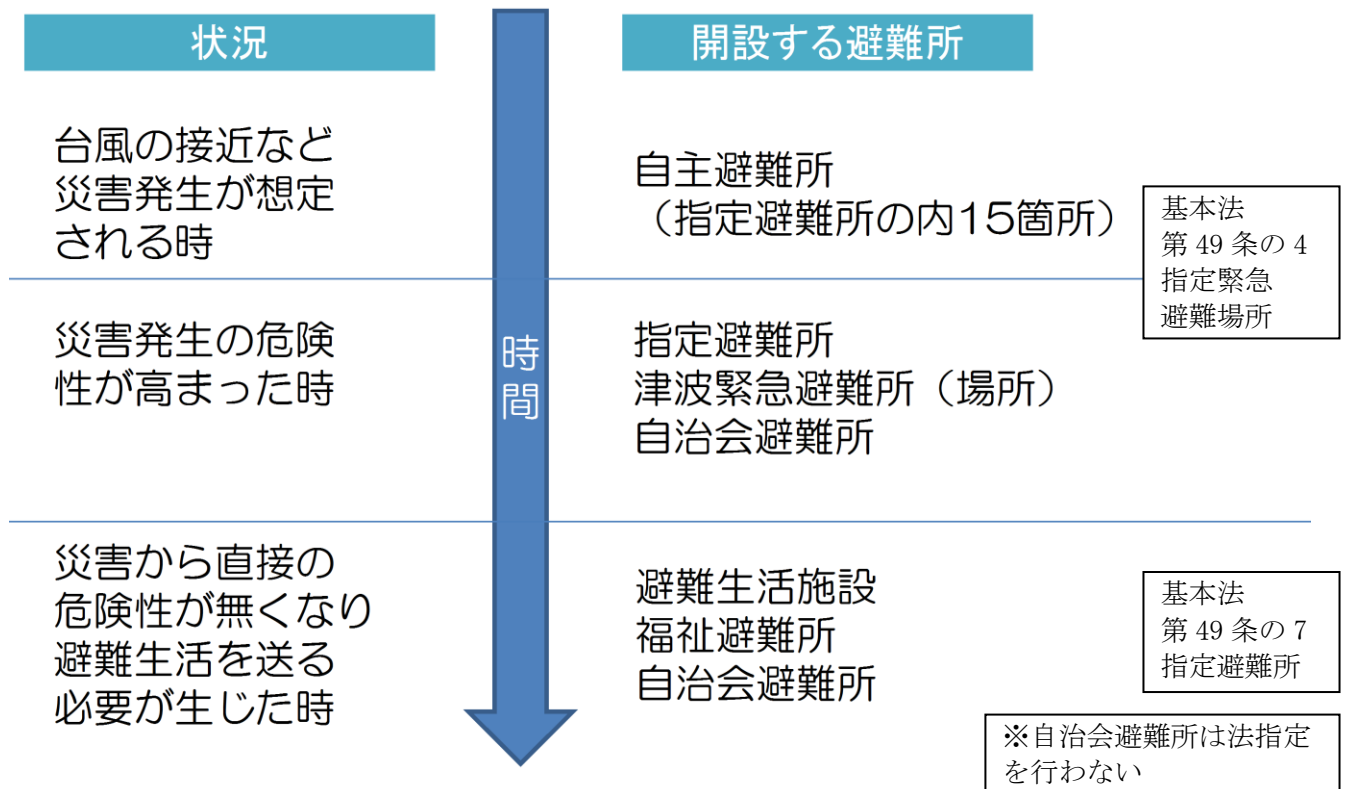 状況
開設する避難所
台風の接近など
災害発生が想定
される時
自主避難所
（指定避難所の内15箇所）
基本法
第 49 条の 4
指定緊急
避難場所
時間
災害発生の危険
性が高まった時
指定避難所
津波緊急避難所（場所）
自治会避難所
災害から直接の
危険性が無くなり
避難生活を送る
必要が生じた時
避難生活施設
福祉避難所
自治会避難所
基本法
第 49 条の 7
指定避難所
※自治会避難所は法指定
を行わない